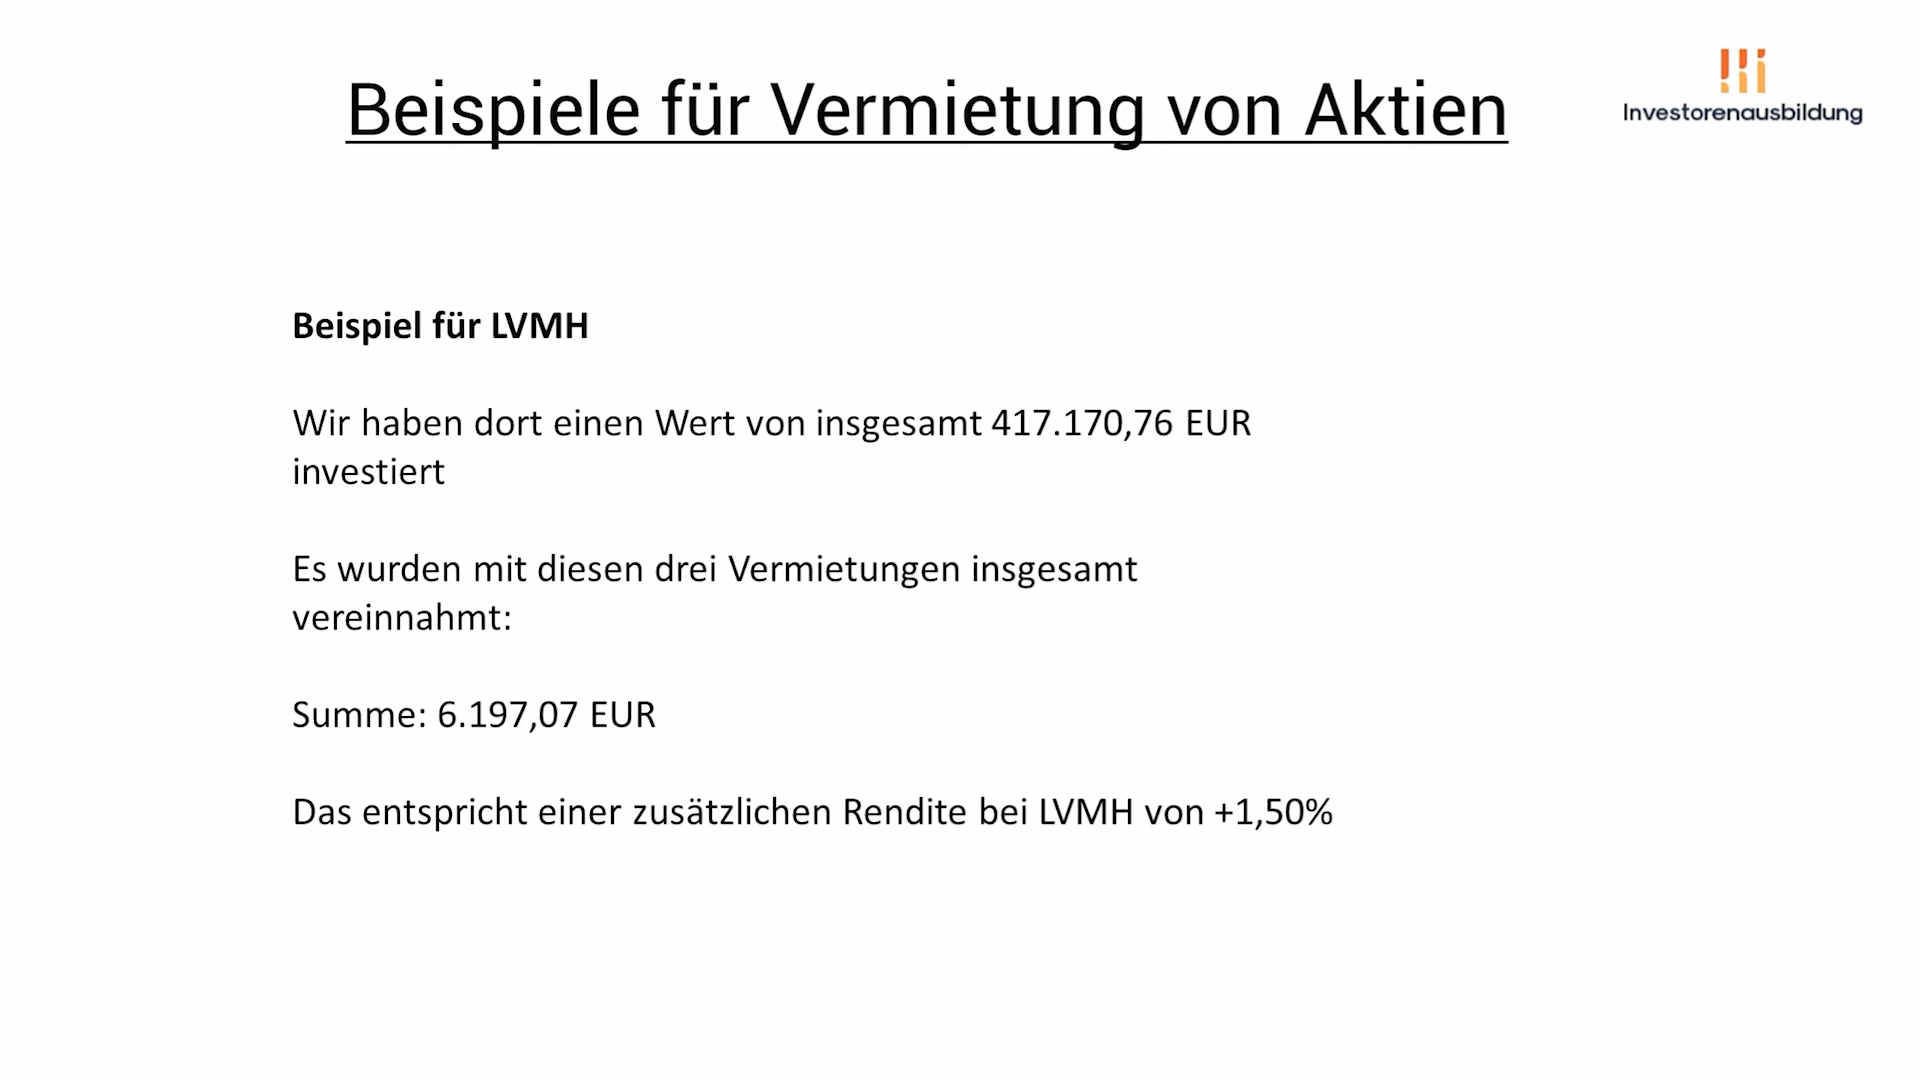 Beispiele für Vermietung von Aktien
Investorenausbildung
Beispiel für LVMH
Wir haben dort einen Wert von insgesamt 417.170,76 EUR
investiert
Es wurden mit diesen drei Vermietungen insgesamt
vereinnahmt:
Summe: 6.197,07 EUR
Das entspricht einer zusätzlichen Rendite bei LVMH von +1,50%